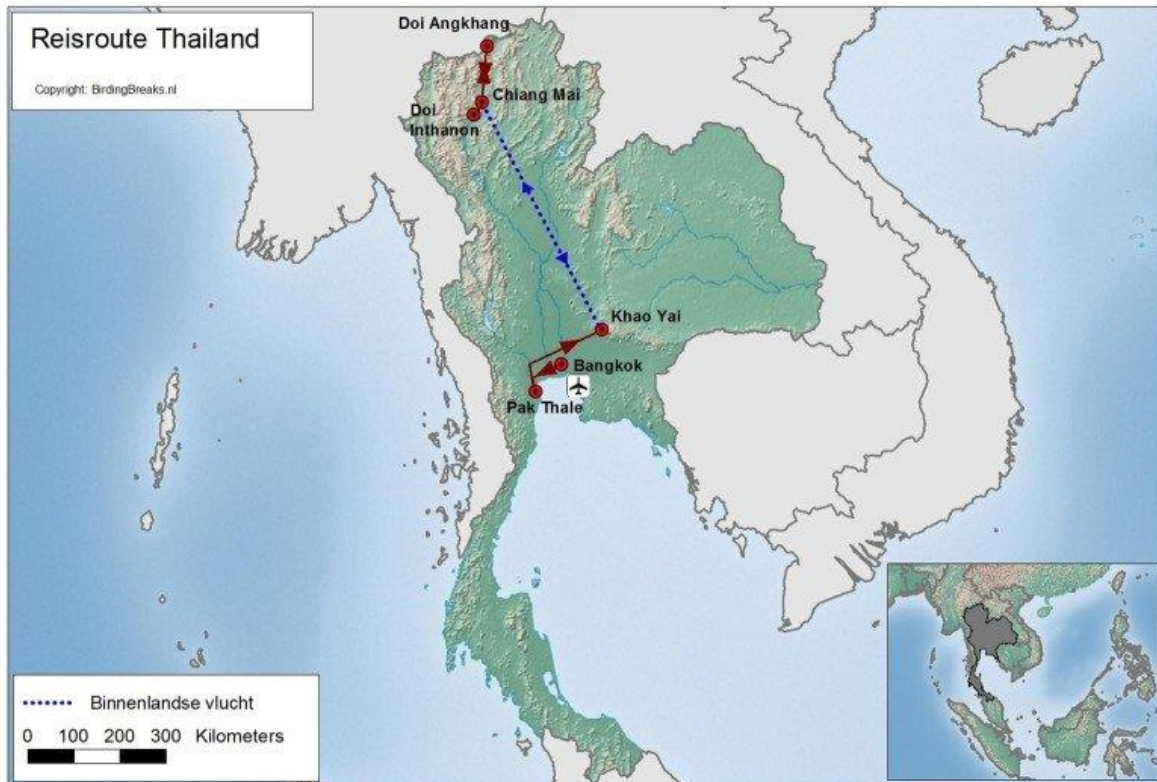 Reisroute Thailand
Copyright: BirdingBreaks.nl
Doi Angkhang
Chiang Mai
Doi
Inthanon
Khao Yai
Bangkok
Pak Thale
Binnenlandse vlucht
0 100 200 300 Kilometers